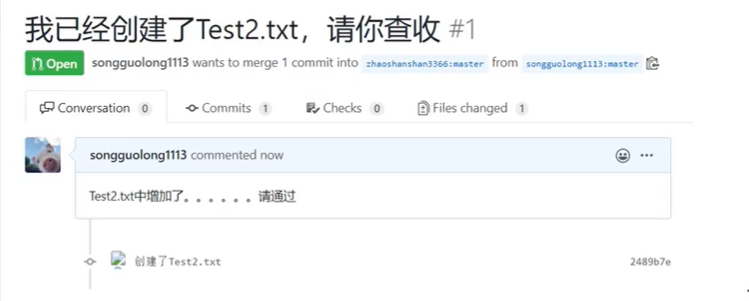 我已经创建了Test2.txt，请你查收 #1
Open songguolong1113 wants to merge 1 commit into zhaoshanshan3366:master from songguolong1113:master
Conversation 0 Commits 1 Checks 0 Files changed 1
songguolong1113 commented now
Test2.txt中增加了。。。。。。请通过
创建了Test2.txt 2489b7e